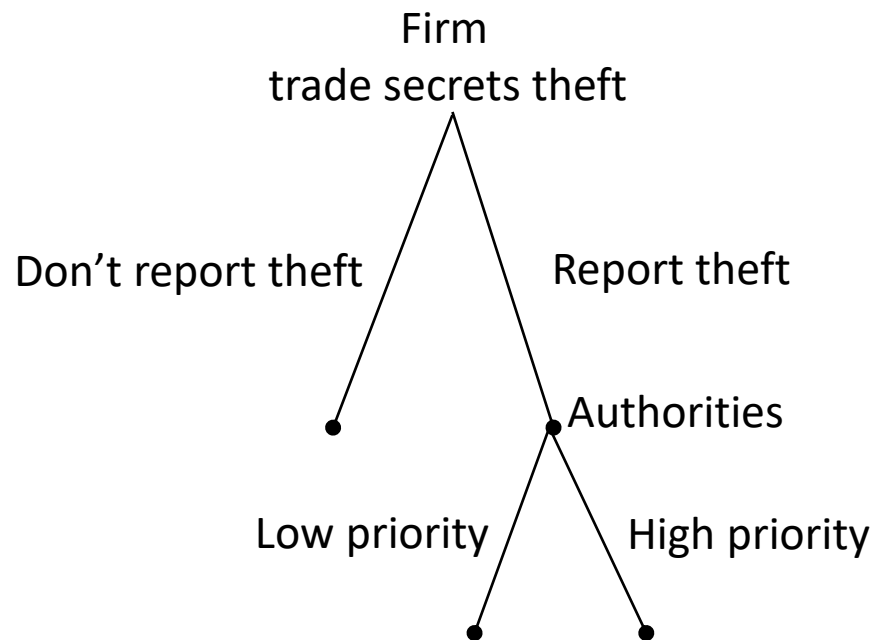 Firm
trade secrets theft
Don’t report theft
Report theft
Authorities
Low priority
High priority